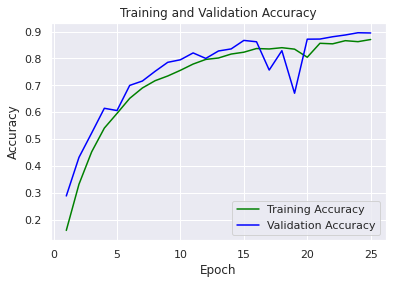 Training and Validation Accuracy
Accuracy
0.9
0.8
0.7
0.6
0.5
0.4
0.3
0.2
Training Accuracy
Validation Accuracy
0 5 10 15 20 25
Epoch